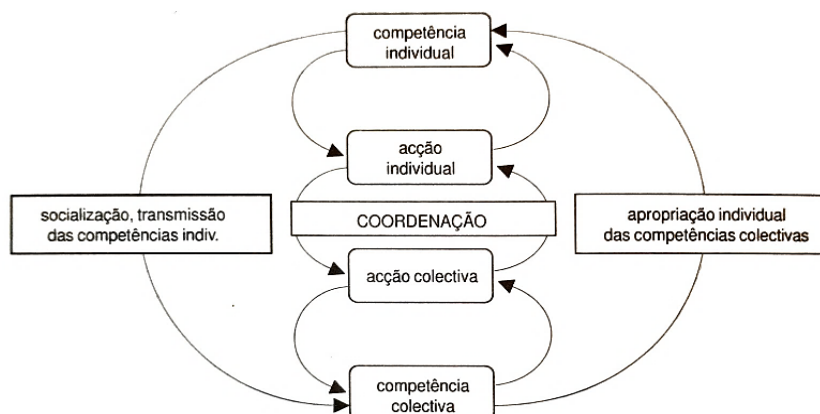 competência
individual
acção
individual
socialização, transmissão
das competências indiv.
COORDENAÇÃO
apropriação individual
das competências colectivas
acção colectiva
competência
colectiva